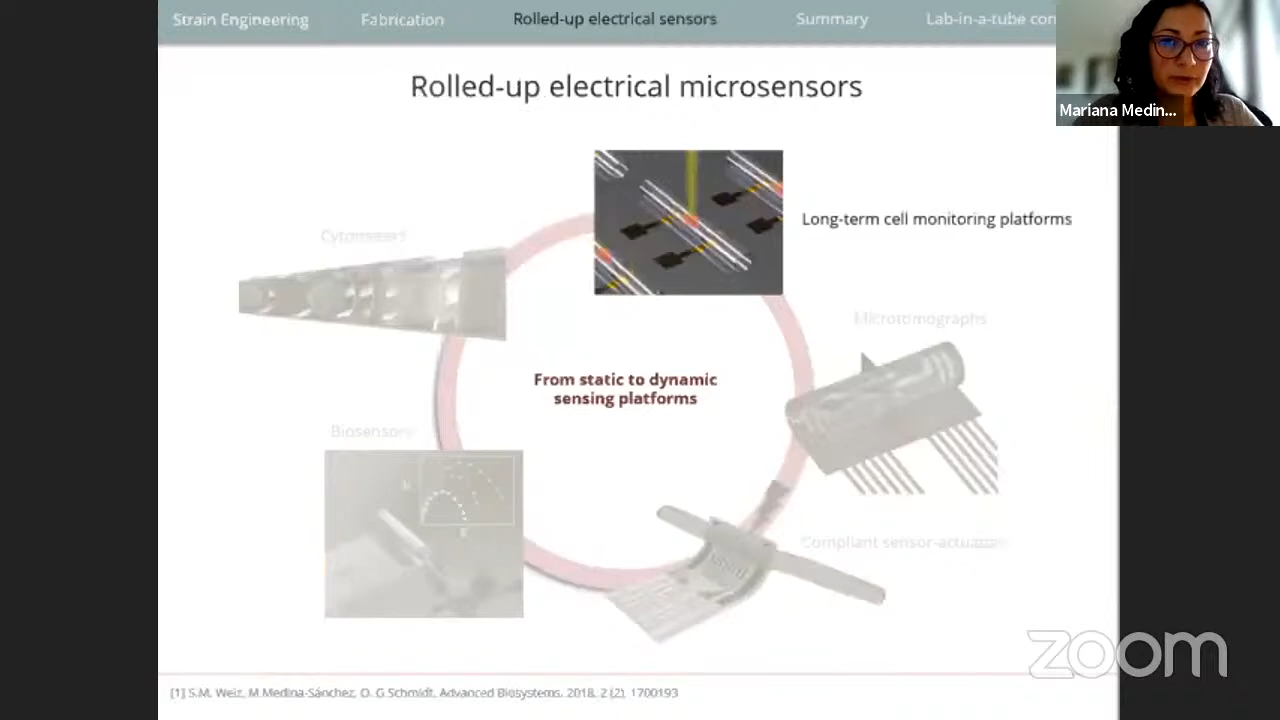 Strain Engineering Fabrication Rolled-up electrical sensors Summary Lab-in-a-tube con
Mariana Medin...
Rolled-up electrical microsensors
Long-term cell monitoring platforms
Cytometers
Microtomographs
From static to dynamic
sensing platforms
Biosensors
Compliant sensor-actuators
zoom
[1] S.M. Weiz, M Medina-Sánchez, O. G Schmidt, Advanced Biosystems, 2018, 2 (2), 1700193